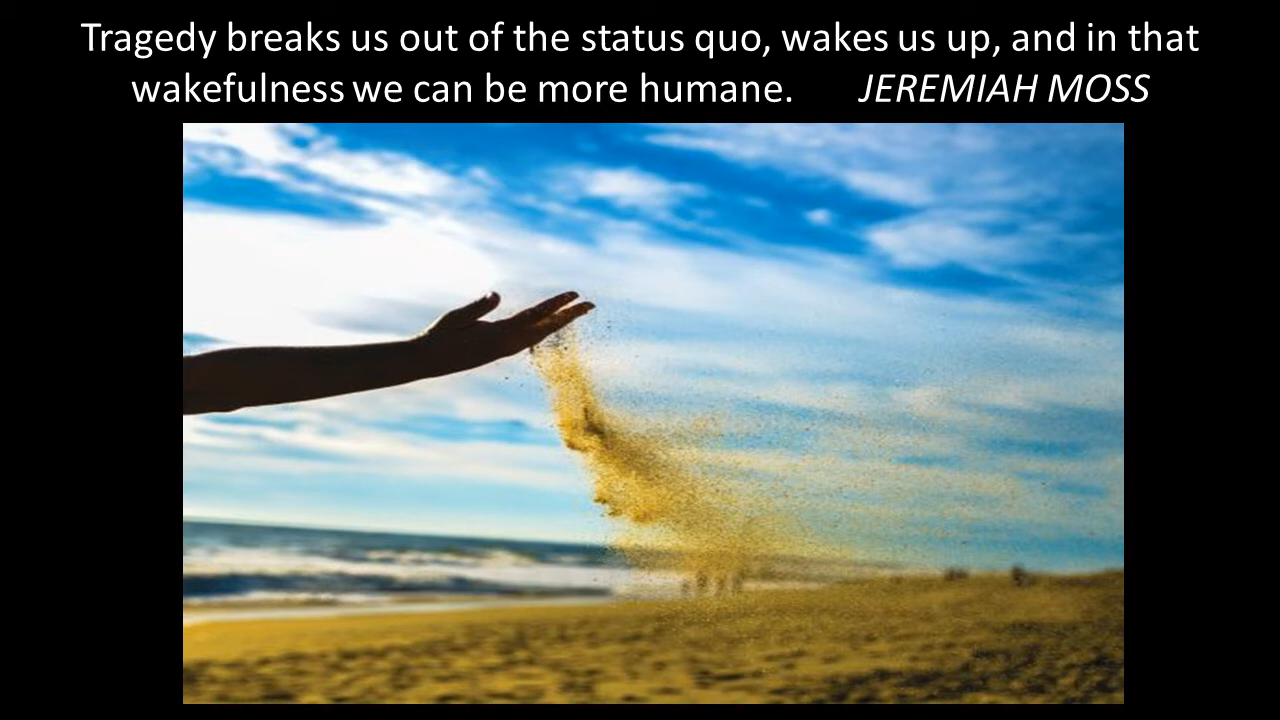 Tragedy breaks us out of the status quo, wakes us up, and in that
wakefulness we can be more humane. JEREMIAH MOSS